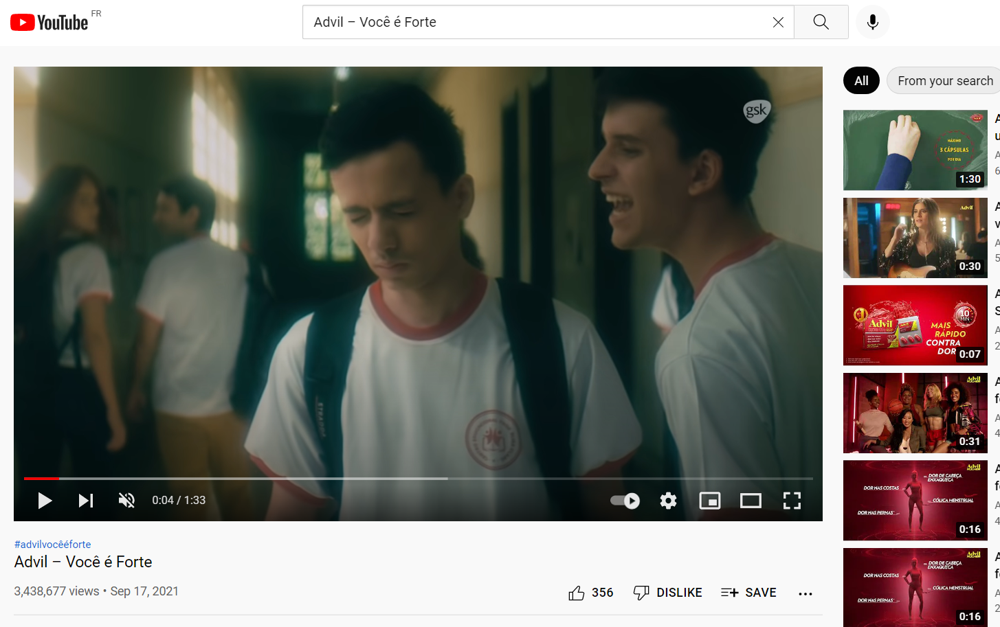 YouTube FR
Advil – Você é Forte
gsk
0:04 / 1:33
#advilvocêéforte
Advil – Você é Forte
3,438,677 views • Sep 17, 2021
356
DISLIKE
SAVE
All
From your search
MÁXIMO
3 CÁPSULAS
POR DIA
1:30
Advil
0:30
Nº1
Advil
10
MIN
MAIS
RÁPIDO
CONTRA
DOR
0:07
Advil
MULHER
0:31
Advil
MULHER
DOR DE CABEÇA
ENXAQUECA
DOR NAS COSTAS
CÓLICA MENSTRUAL
DOR NAS PERNAS
0:16
Advil
MULHER
DOR DE CABEÇA
ENXAQUECA
DOR NAS COSTAS
CÓLICA MENSTRUAL
DOR NAS PERNAS
0:16